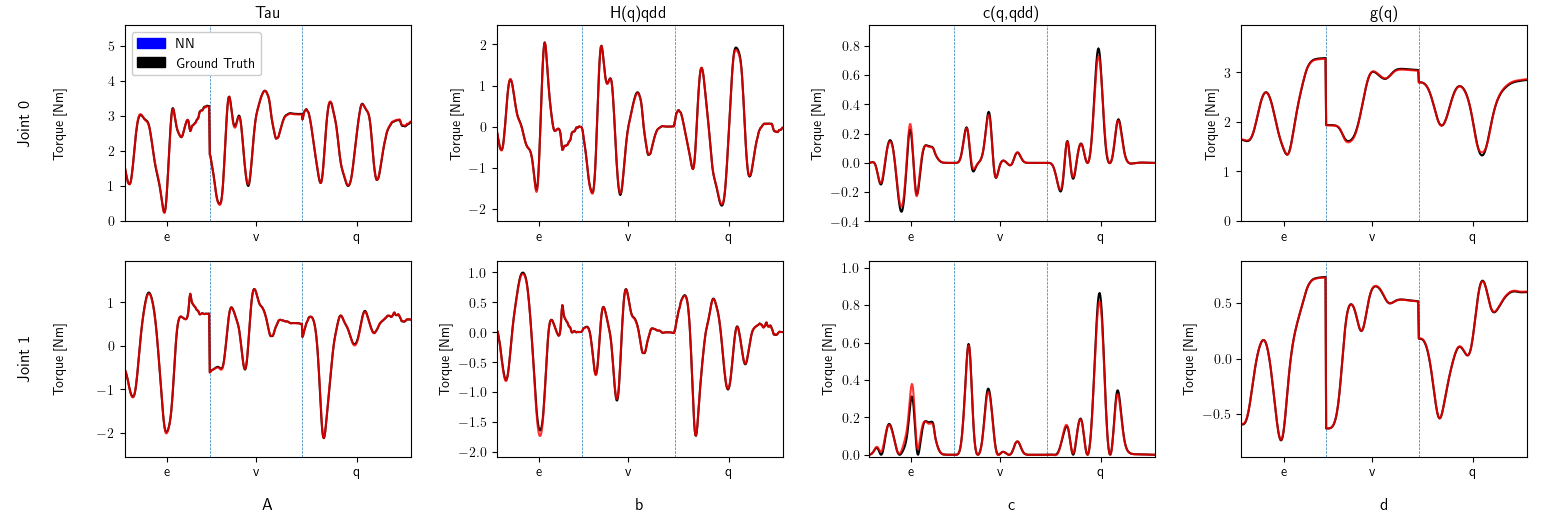 Tau
H(q)qdd
c(q,qdd)
g(q)
Joint 0
Torque [Nm]
5
4
3
2
1
0
NN
Ground Truth
e
v
q
Torque [Nm]
2
1
0
−1
−2
e
v
q
Torque [Nm]
0.8
0.6
0.4
0.2
0.0
−0.2
−0.4
e
v
q
Torque [Nm]
3
2
1
0
e
v
q
Joint 1
Torque [Nm]
1
0
−1
−2
e
v
q
Torque [Nm]
1.0
0.5
0.0
−0.5
−1.0
−1.5
−2.0
e
v
q
Torque [Nm]
1.0
0.8
0.6
0.4
0.2
0.0
e
v
q
Torque [Nm]
0.5
0.0
−0.5
e
v
q
A
b
c
d